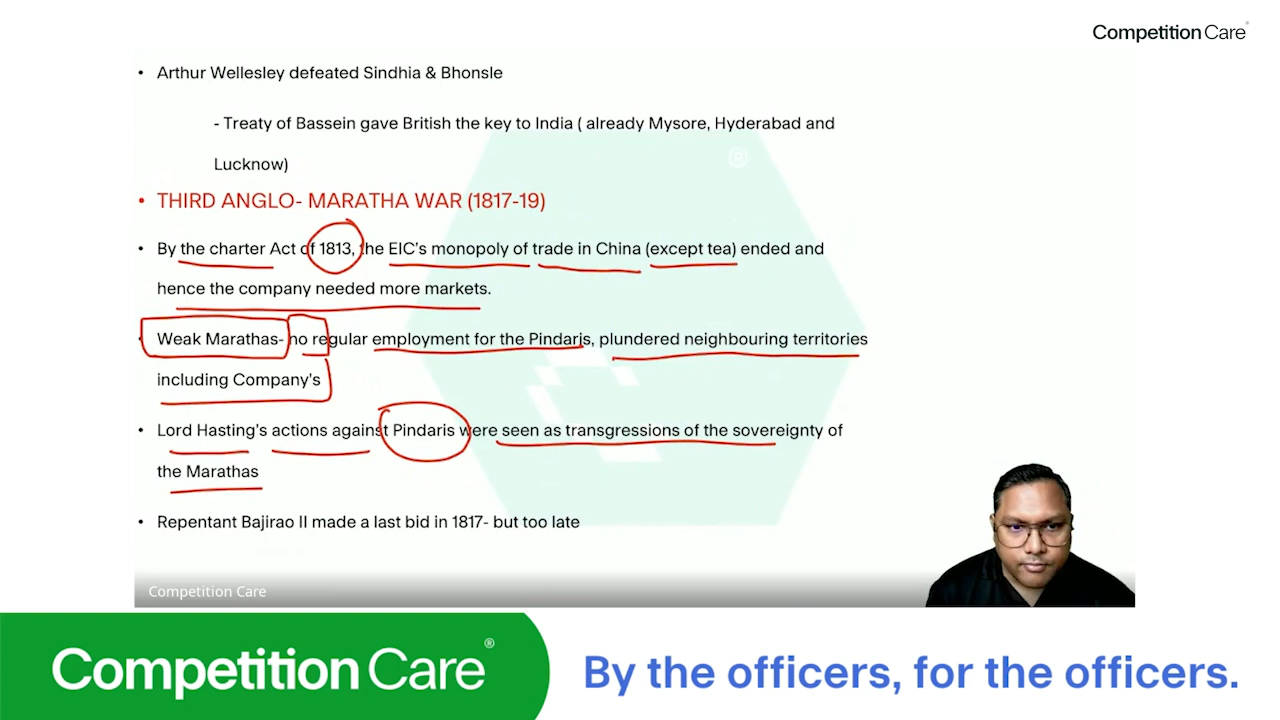 Competition Care
• Arthur Wellesley defeated Sindhia & Bhonsle
- Treaty of Bassein gave British the key to India ( already Mysore, Hyderabad and
Lucknow)
• THIRD ANGLO- MARATHA WAR (1817-19)
• By the charter Act of 1813, the EIC's monopoly of trade in China (except tea) ended and
hence the company needed more markets.
• Weak Marathas- no regular employment for the Pindaris, plundered neighbouring territories
including Company's
• Lord Hasting's actions against Pindaris were seen as transgressions of the sovereignty of
the Marathas
• Repentant Bajirao II made a last bid in 1817- but too late
Competition Care
Competition Care®
By the officers, for the officers.